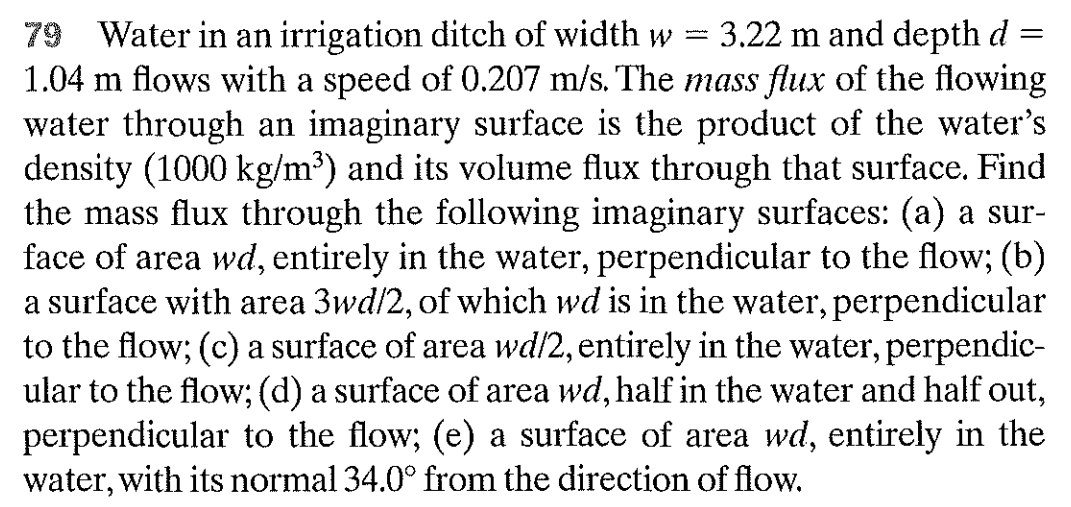 79 Water in an irrigation ditch of width w = 3.22 m and depth d =
1.04 m flows with a speed of 0.207 m/s. The mass flux of the flowing
water through an imaginary surface is the product of the water's
density (1000 kg/m³) and its volume flux through that surface. Find
the mass flux through the following imaginary surfaces: (a) a sur-
face of area wd, entirely in the water, perpendicular to the flow; (b)
a surface with area 3wd/2, of which wd is in the water, perpendicular
to the flow; (c) a surface of area wd/2, entirely in the water, perpendic-
ular to the flow; (d) a surface of area wd, half in the water and half out,
perpendicular to the flow; (e) a surface of area wd, entirely in the
water, with its normal 34.0° from the direction of flow.